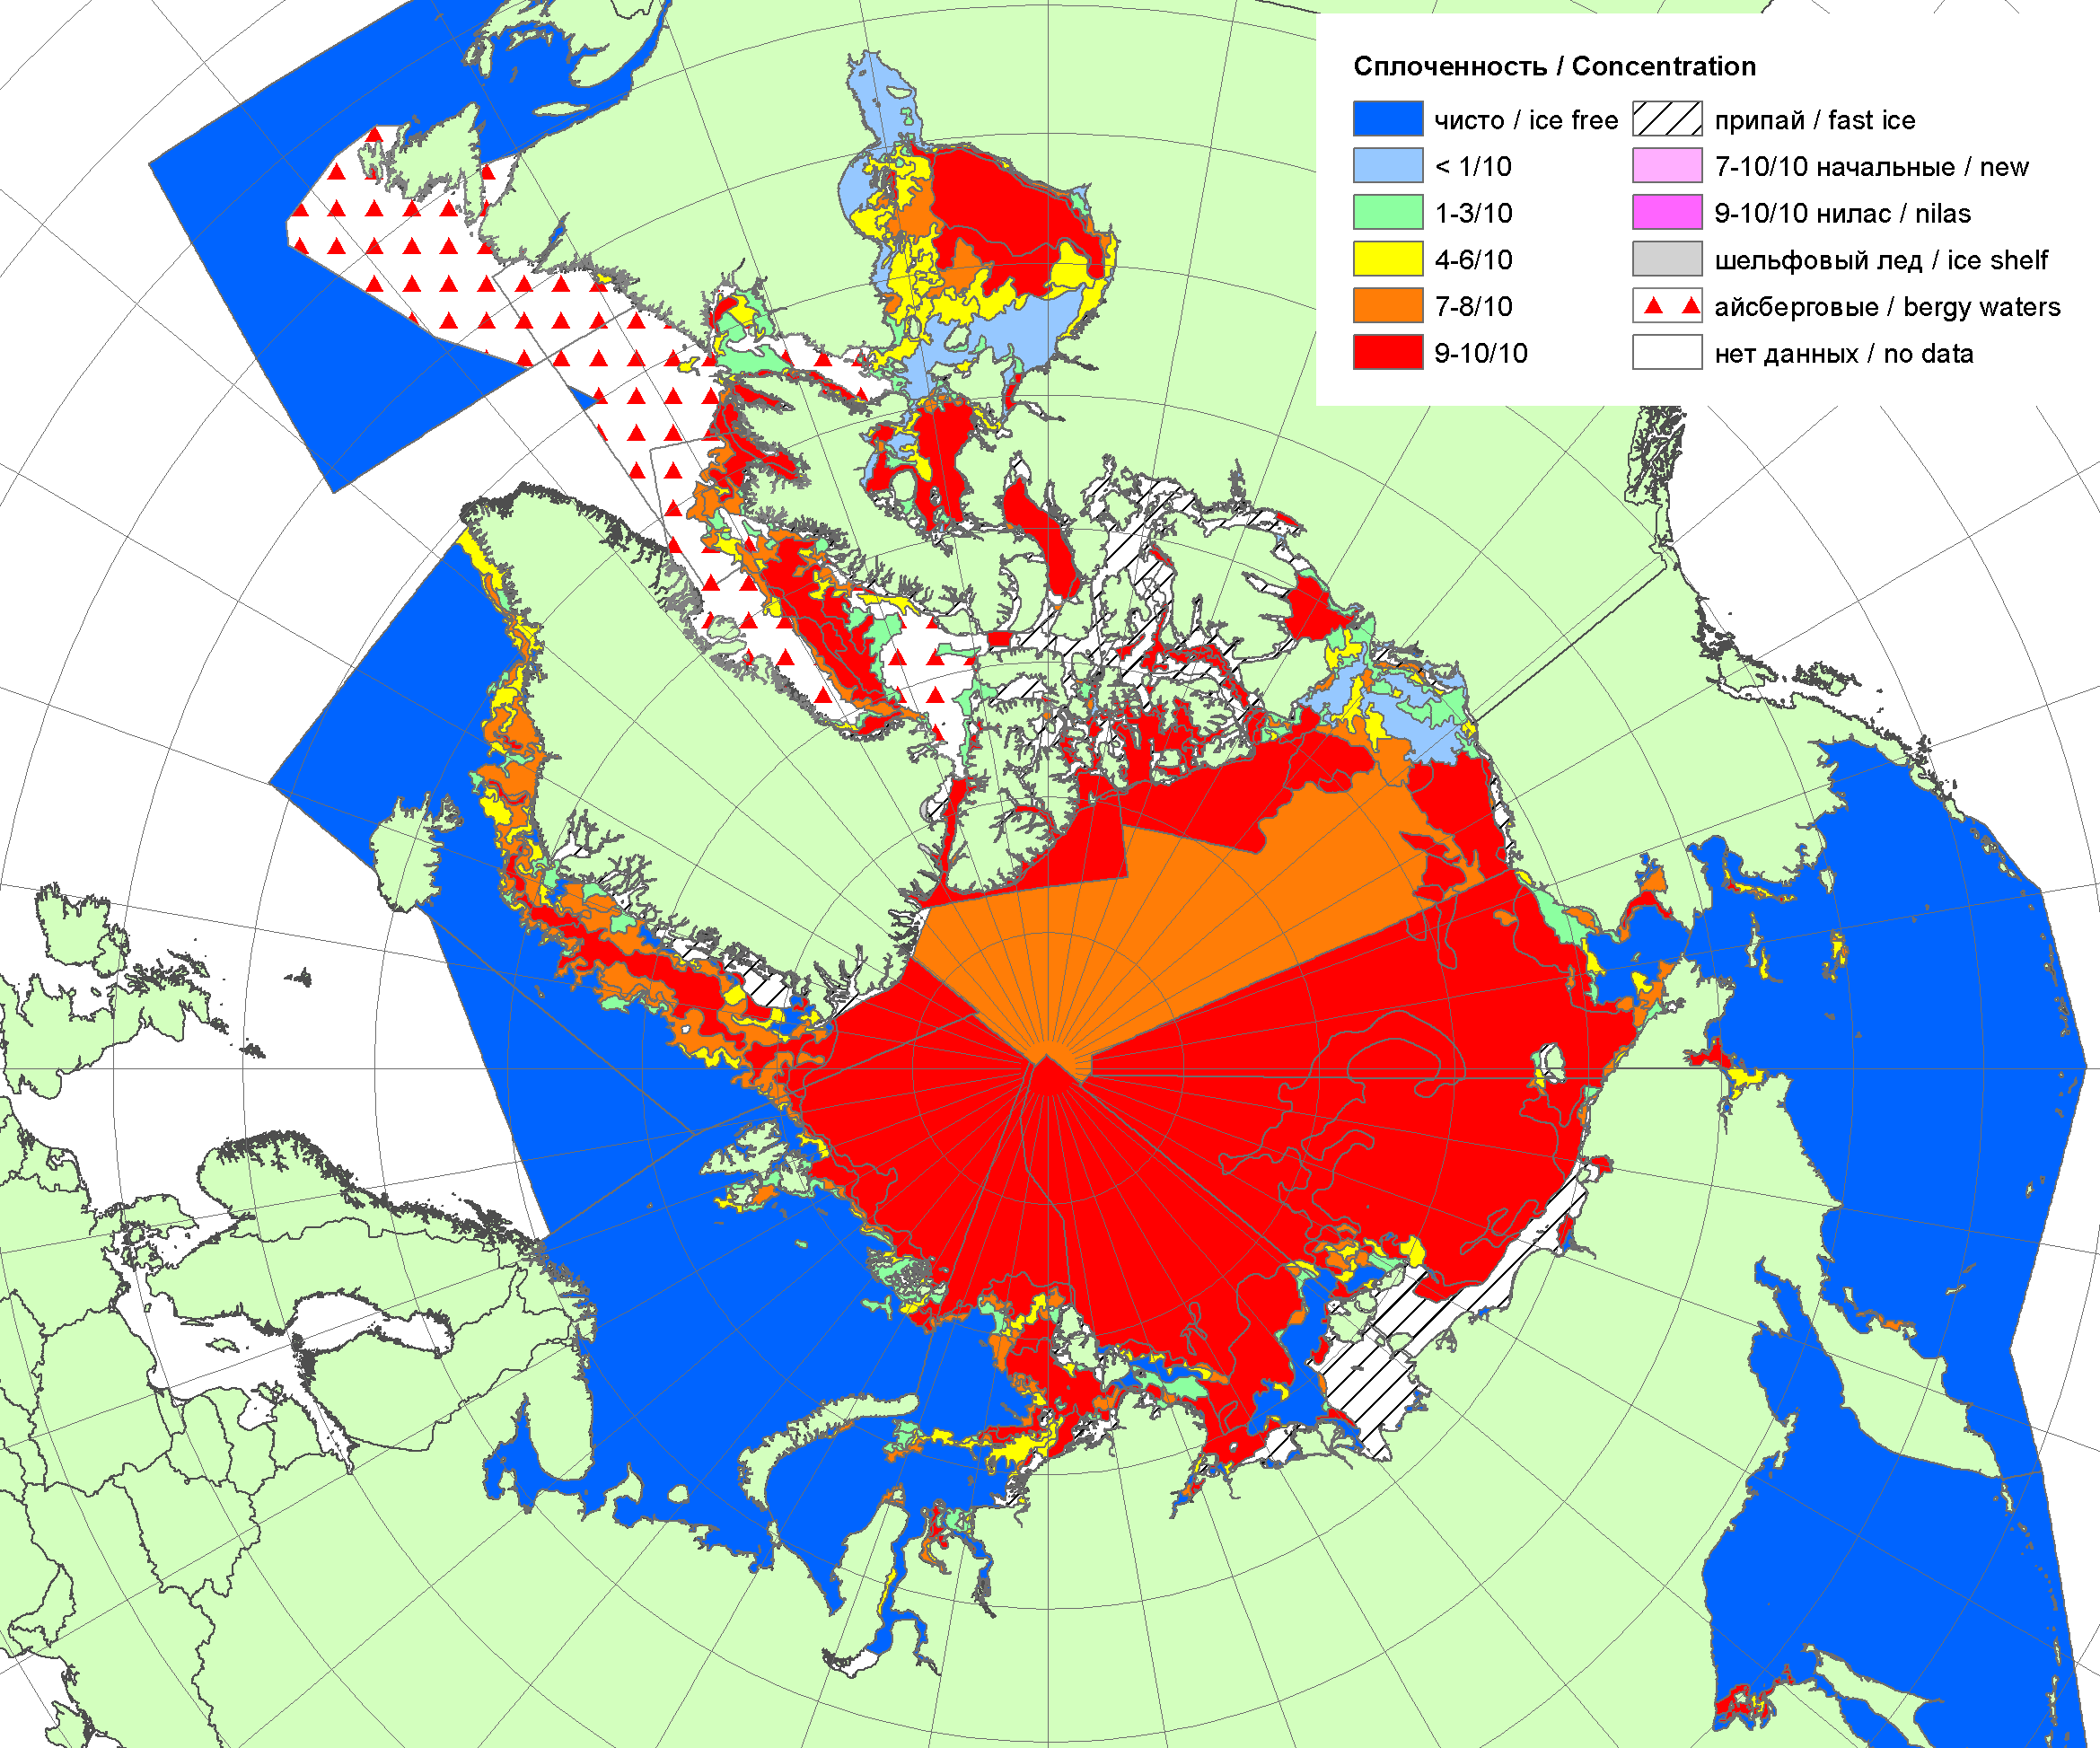 Сплоченность / Concentration
чисто / ice free
< 1/10
1-3/10
4-6/10
7-8/10
9-10/10
припай / fast ice
7-10/10 начальные / new
9-10/10 нилас / nilas
шельфовый лед / ice shelf
айсберговые / bergy waters
нет данных / no data